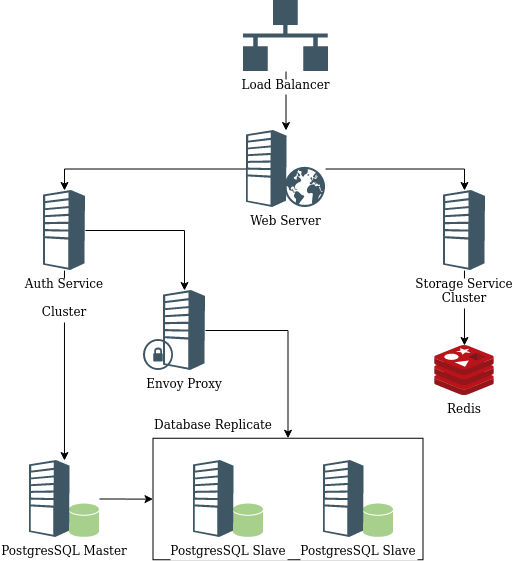 Load Balancer
Web Server
Auth Service
Cluster
Storage Service
Cluster
Envoy Proxy
Redis
Database Replicate
PostgresSQL Master
PostgresSQL Slave
PostgresSQL Slave